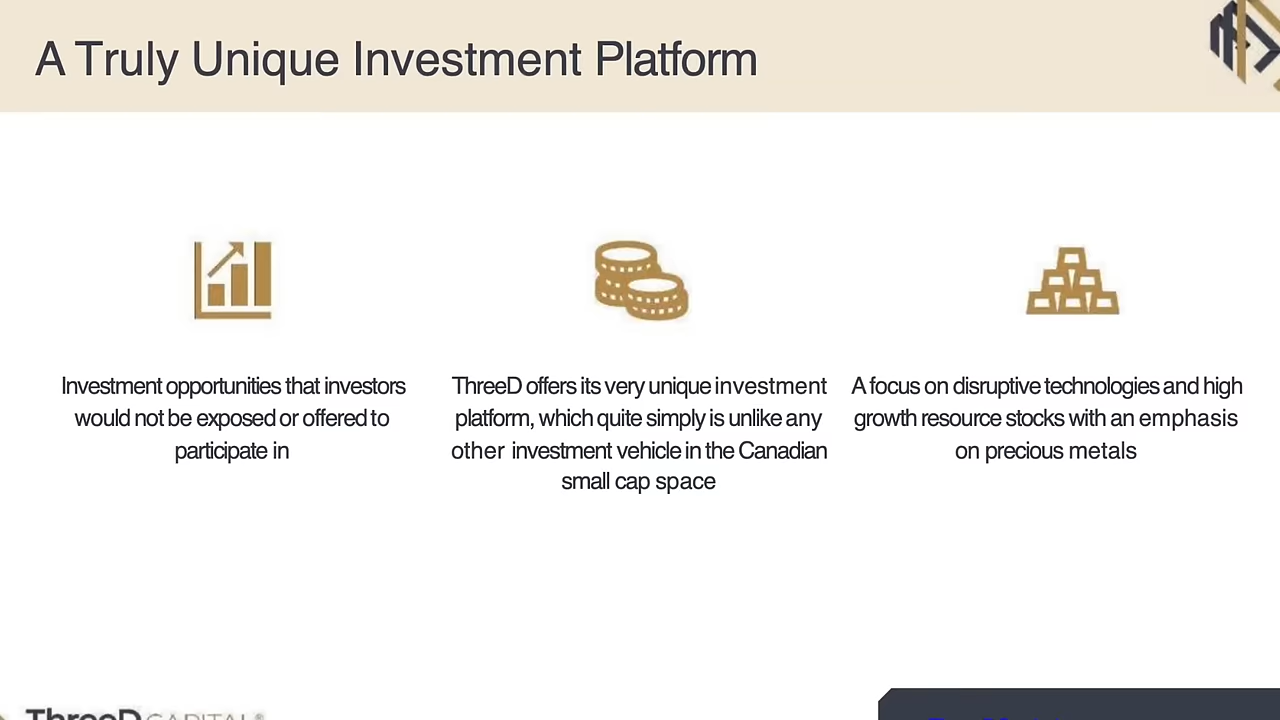 A Truly Unique Investment Platform
Investment opportunities that investors
would not be exposed or offered to
participate in
ThreeD offers its very unique investment
platform, which quite simply is unlike any
other investment vehicle in the Canadian
small cap space
A focus on disruptive technologies and high
growth resource stocks with an emphasis
on precious metals
ThreeD CAPITAL®